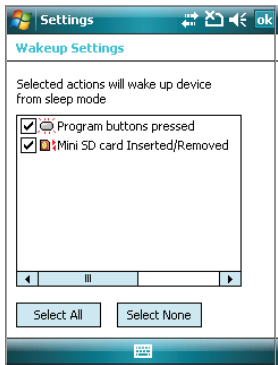 Settings
ok
Wakeup Settings
Selected actions will wake up device
from sleep mode
Program buttons pressed
Mini SD card Inserted/Removed
Select All
Select None